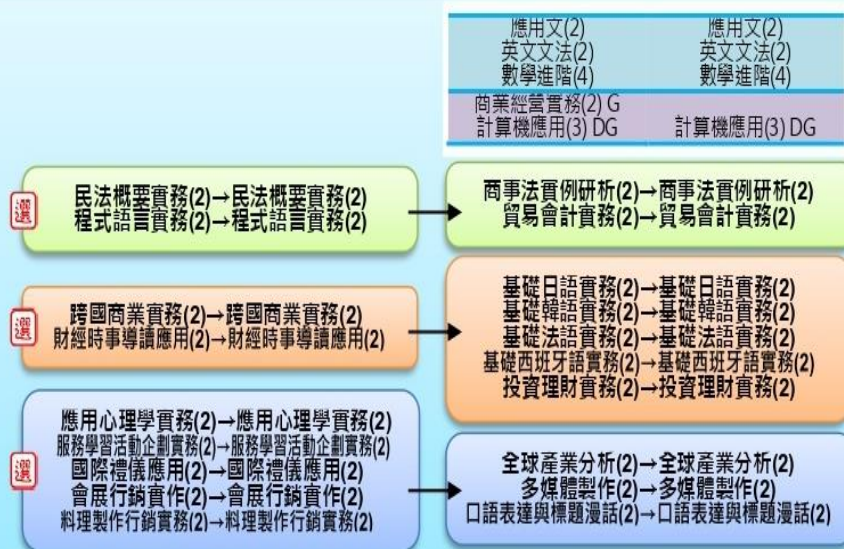 應用文(2) 應用文(2)
英文文法(2) 英文文法(2)
數學進階(4) 數學進階(4)
商業經營實務(2) G
計算機應用(3) DG 計算機應用(3) DG
選
民法概要實務(2)→民法概要實務(2)
程式語言實務(2)→程式語言實務(2)
商事法實例研析(2)→商事法實例研析(2)
貿易會計實務(2)→貿易會計實務(2)
選
跨國商業實務(2)→跨國商業實務(2)
財經時事導讀應用(2)→財經時事導讀應用(2)
基礎日語實務(2)→基礎日語實務(2)
基礎韓語實務(2)→基礎韓語實務(2)
基礎法語實務(2)→基礎法語實務(2)
基礎西班牙語實務(2)→基礎西班牙語實務(2)
投資理財實務(2)→投資理財實務(2)
選
應用心理學實務(2)→應用心理學實務(2)
服務學習活動企劃實務(2)→服務學習活動企劃實務(2)
國際禮儀應用(2)→國際禮儀應用(2)
會展行銷實作(2)→會展行銷實作(2)
料理製作行銷實務(2)→料理製作行銷實務(2)
全球產業分析(2)→全球產業分析(2)
多媒體製作(2)→多媒體製作(2)
口語表達與標題漫話(2)→口語表達與標題漫話(2)